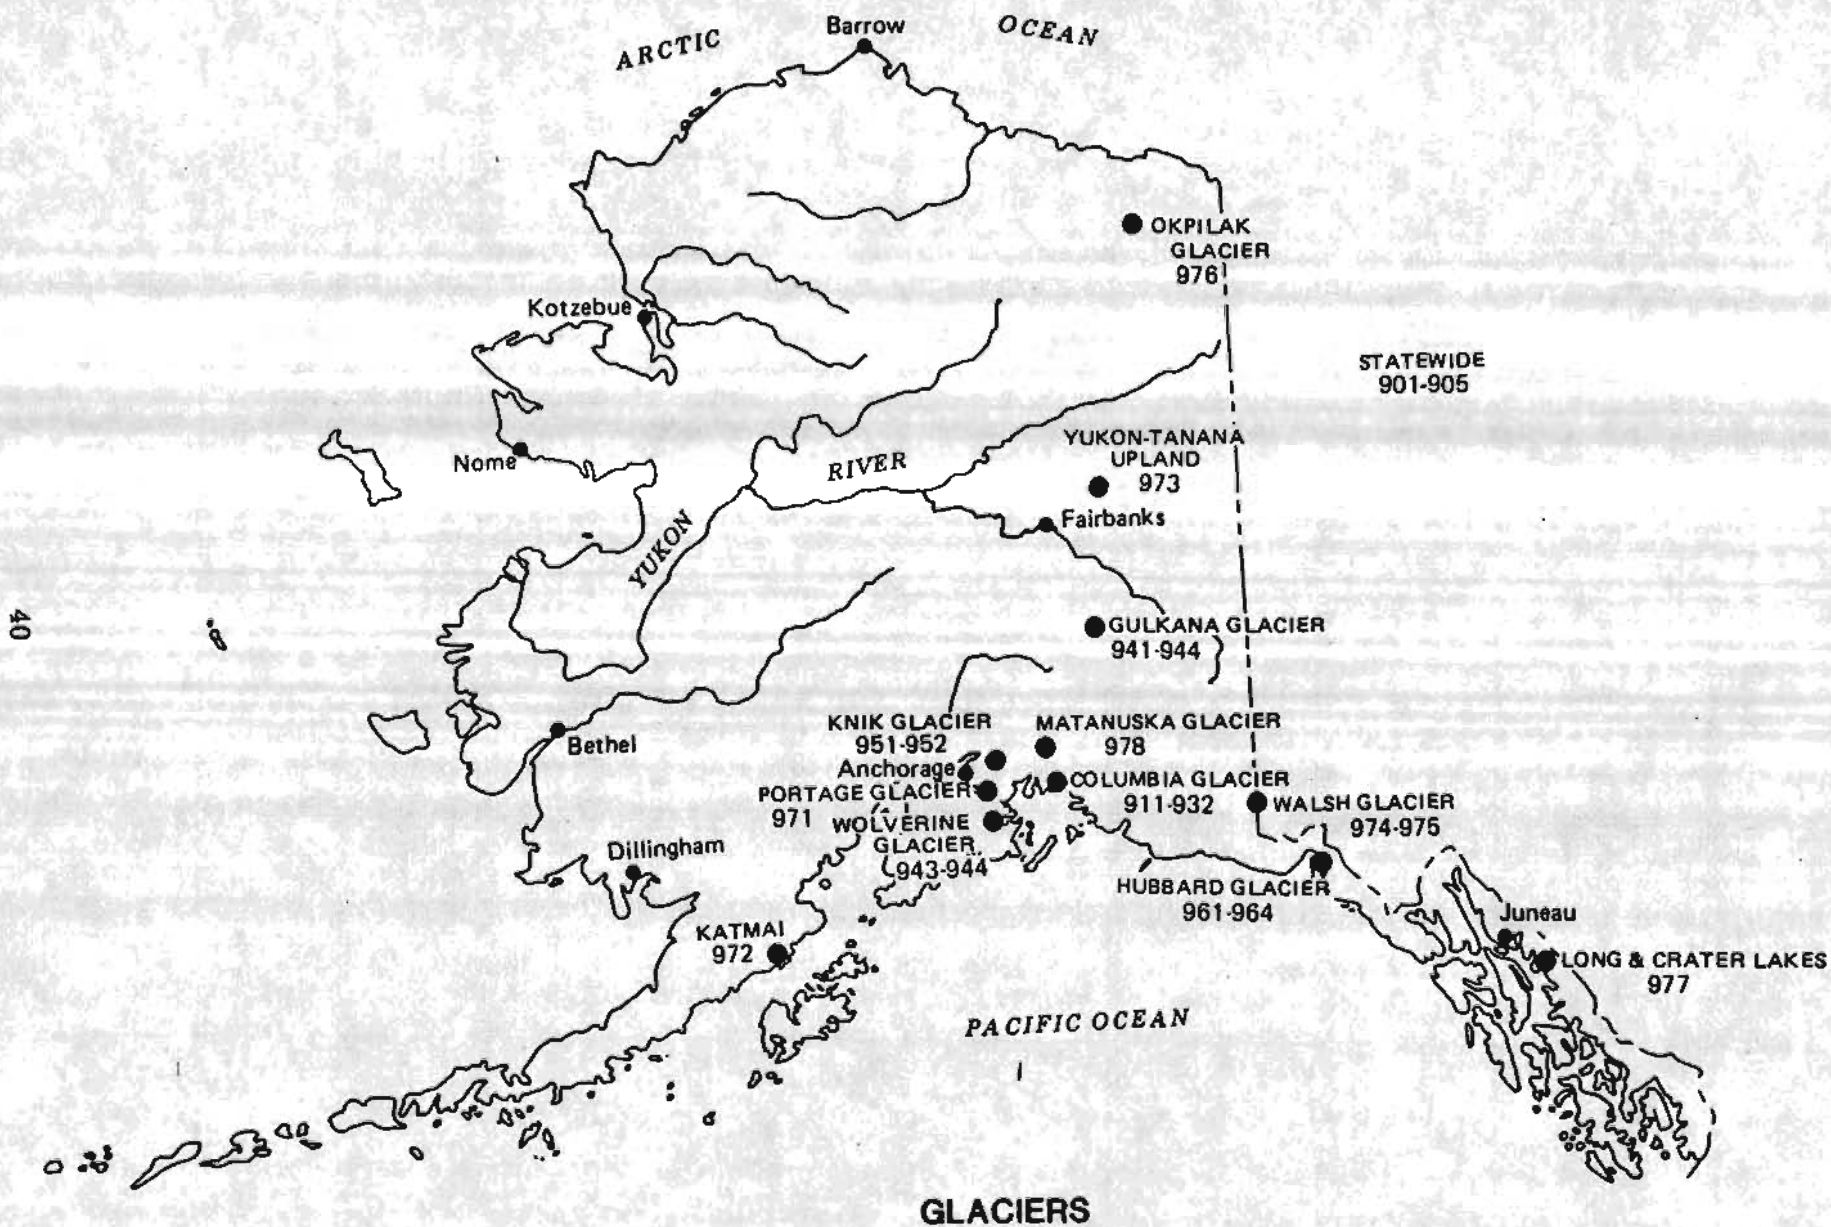 Barrow
ARCTIC
OCEAN
OKPILAK
GLACIER
976
Kotzebue
STATEWIDE
901-905
YUKON-TANANA
UPLAND
973
Nome
RIVER
YUKON
Fairbanks
40
GULKANA GLACIER
941-944
KNIK GLACIER
951-952
MATANUSKA GLACIER
978
Bethel
Anchorage
COLUMBIA GLACIER
911-932
PORTAGE GLACIER
971
WALSH GLACIER
974-975
WOLVERINE
GLACIER
943-944
Dillingham
HUBBARD GLACIER
961-964
Juneau
KATMAI
972
LONG & CRATER LAKES
977
PACIFIC OCEAN
GLACIERS